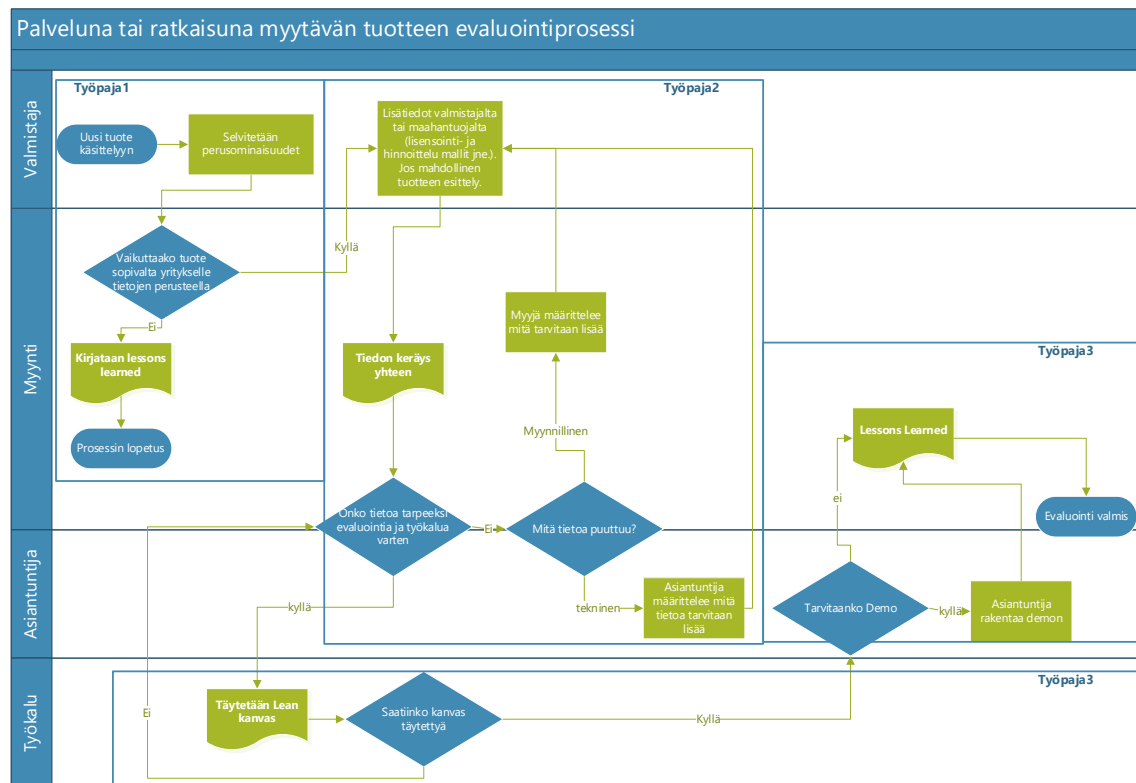 Palveluna tai ratkaisuna myytävän tuotteen evaluointiprosessi
Valmistaja
Työpaja1
Uusi tuote
käsittelyyn
Selvitetään
perusominaisuudet
Työpaja2
Lisätiedot valmistajalta
tai maahantuojalta
(lisensointi- ja
hinnoittelu mallit jne.).
Jos mahdollinen
tuotteen esittely.
Myynti
Vaikuttaako tuote
sopivalta yritykselle
tietojen perusteella
Kyllä
Ei
Kirjataan lessons
learned
Prosessin lopetus
Tiedon keräys
yhteen
Myyjä määrittelee
mitä tarvitaan lisää
Myynnillinen
Työpaja3
Lessons Learned
ei
Evaluointi valmis
Onko tietoa tarpeeksi
evaluointia ja työkalua
varten
Ei
Mitä tietoa puuttuu?
Asiantuntija
kyllä
tekninen
Asiantuntija
määrittelee mitä
tietoa tarvitaan
lisää
Tarvitaanko Demo
kyllä
Asiantuntija
rakentaa demon
Työkalu
Työpaja3
Ei
Täytetään Lean
kanvas
Saatiinko kanvas
täytettyä
Kyllä